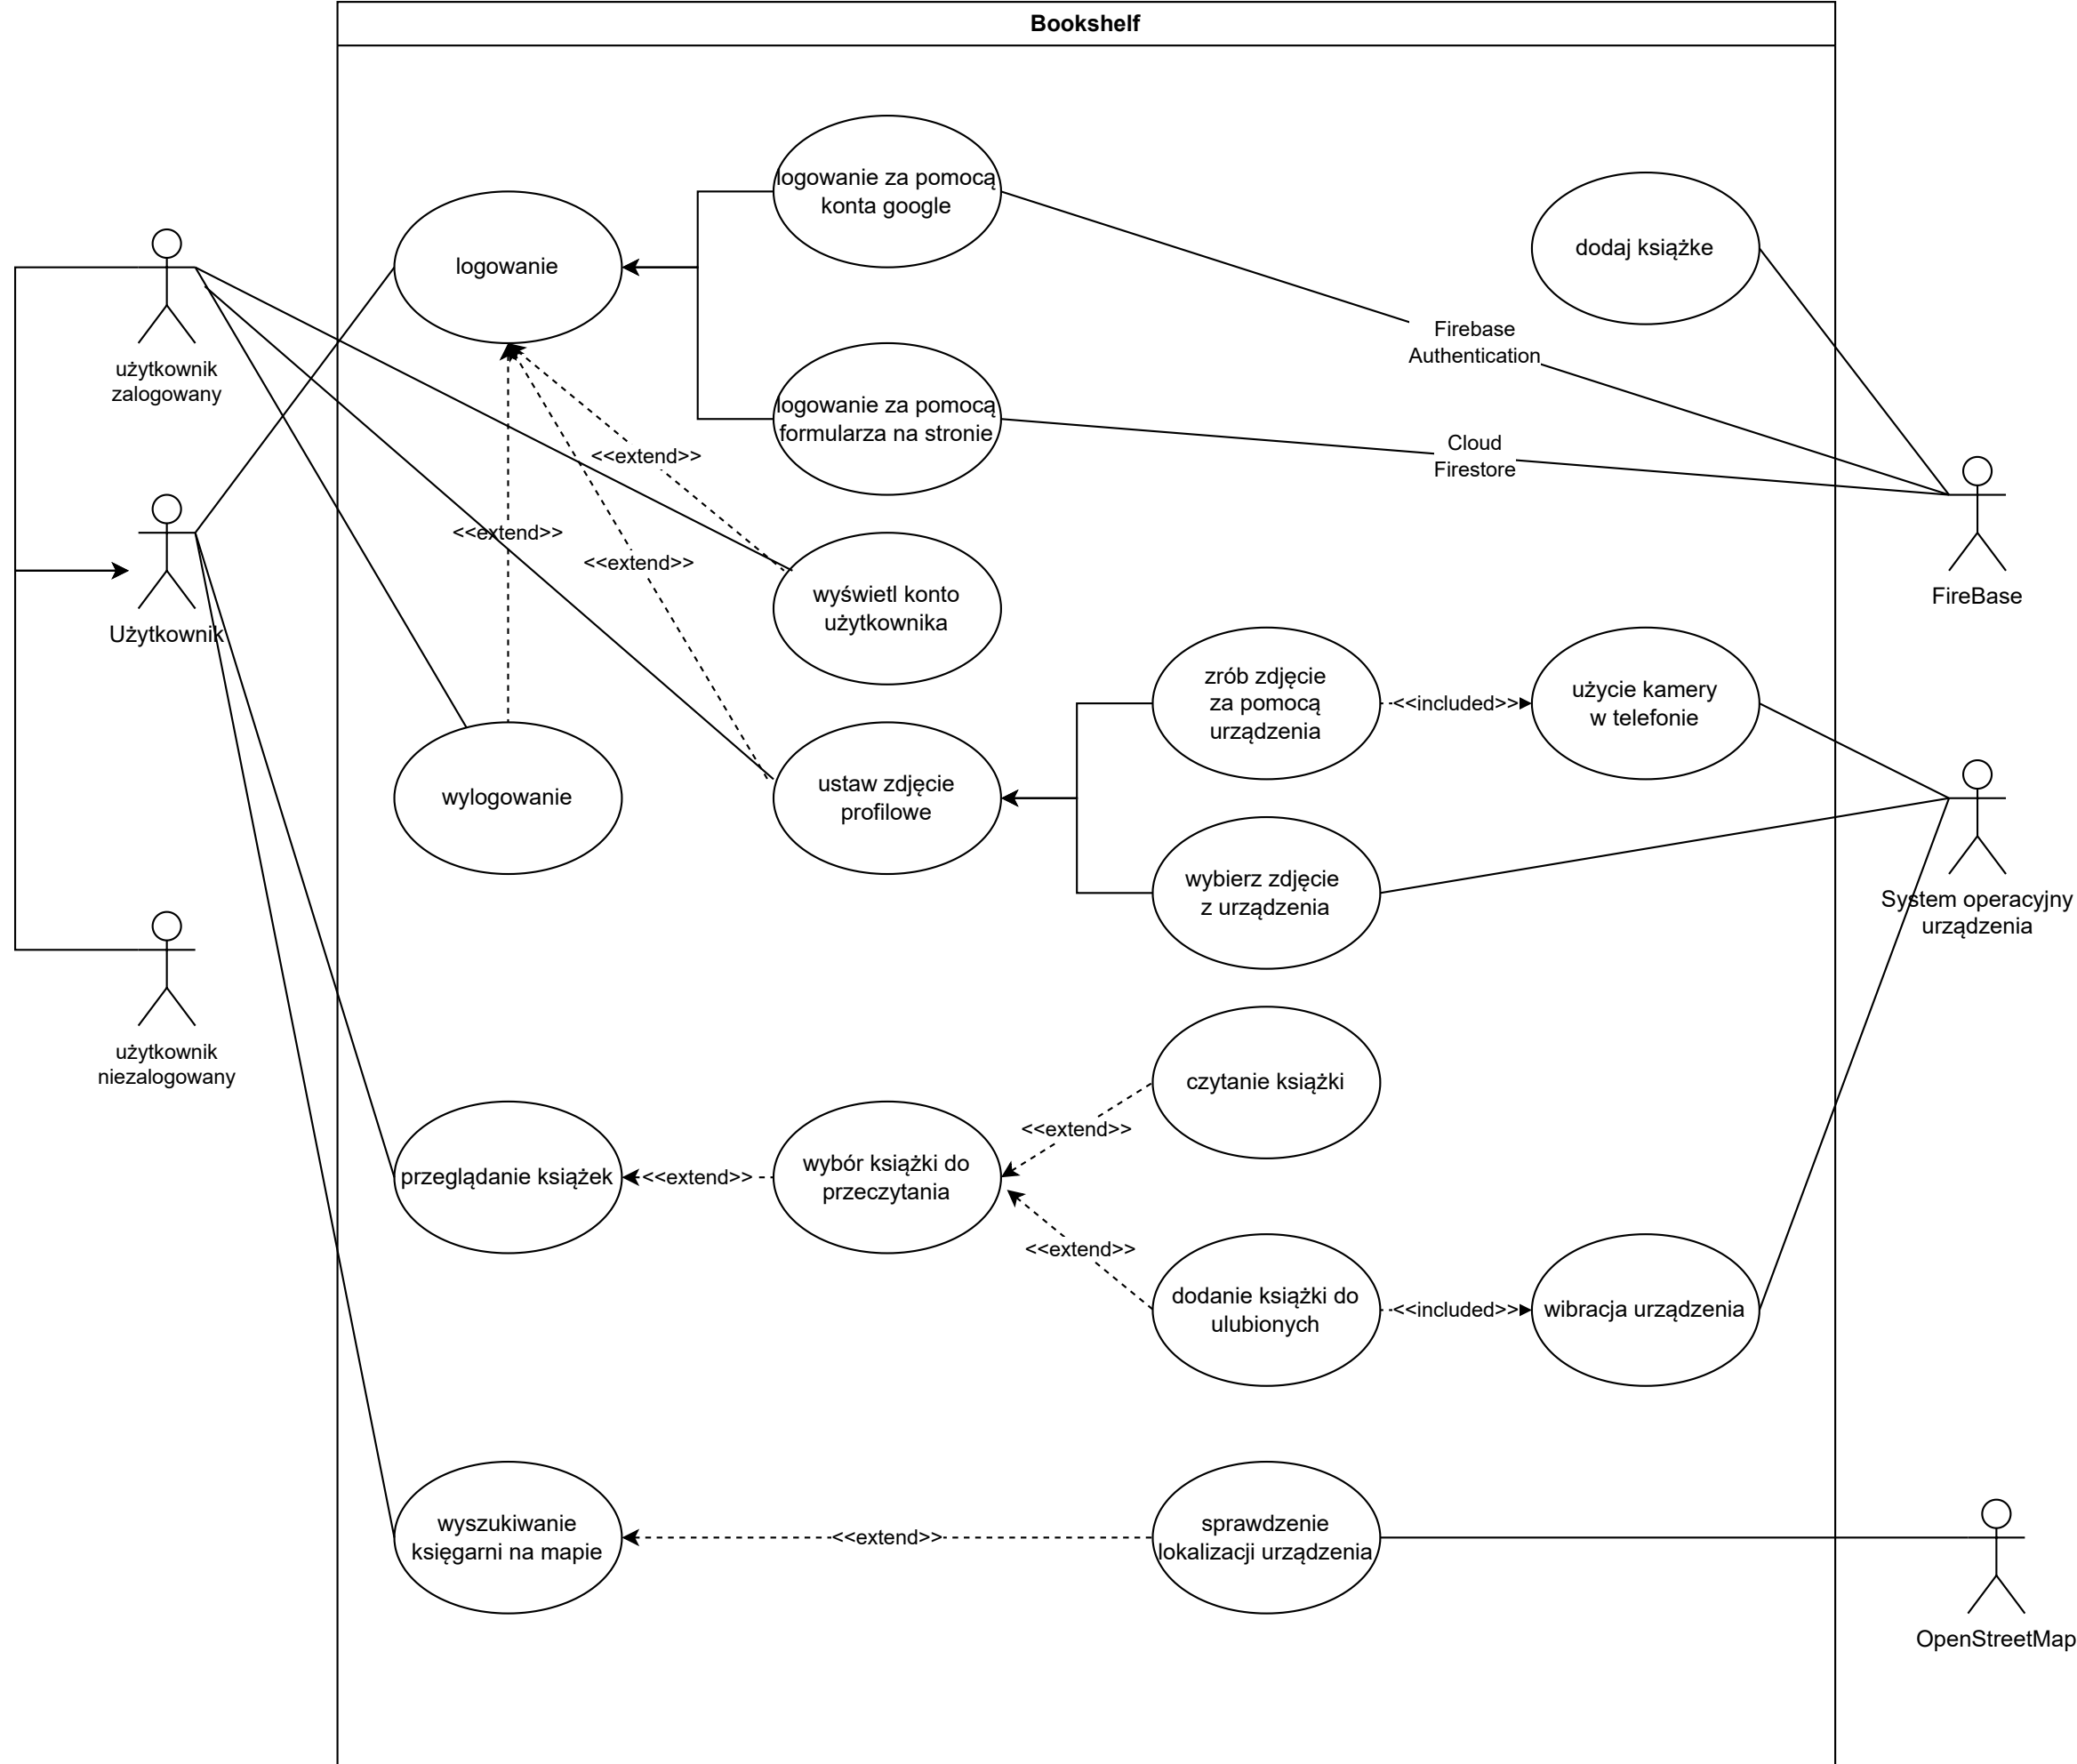 Bookshelf
logowanie za pomocą
konta google
dodaj książke
logowanie
Firebase
Authentication
użytkownik
zalogowany
logowanie za pomocą
formularza na stronie
Cloud
Firestore
<<extend>>
<<extend>>
<<extend>>
wyświetl konto
użytkownika
FireBase
Użytkownik
zrób zdjęcie
za pomocą
urządzenia
<<included>>
użycie kamery
w telefonie
wylogowanie
ustaw zdjęcie
profilowe
wybierz zdjęcie
z urządzenia
System operacyjny
urządzenia
użytkownik
niezalogowany
czytanie książki
<<extend>>
przeglądanie książek
<<extend>>
wybór książki do
przeczytania
<<extend>>
dodanie książki do
ulubionych
<<included>>
wibracja urządzenia
wyszukiwanie
księgarni na mapie
<<extend>>
sprawdzenie
lokalizacji urządzenia
OpenStreetMap